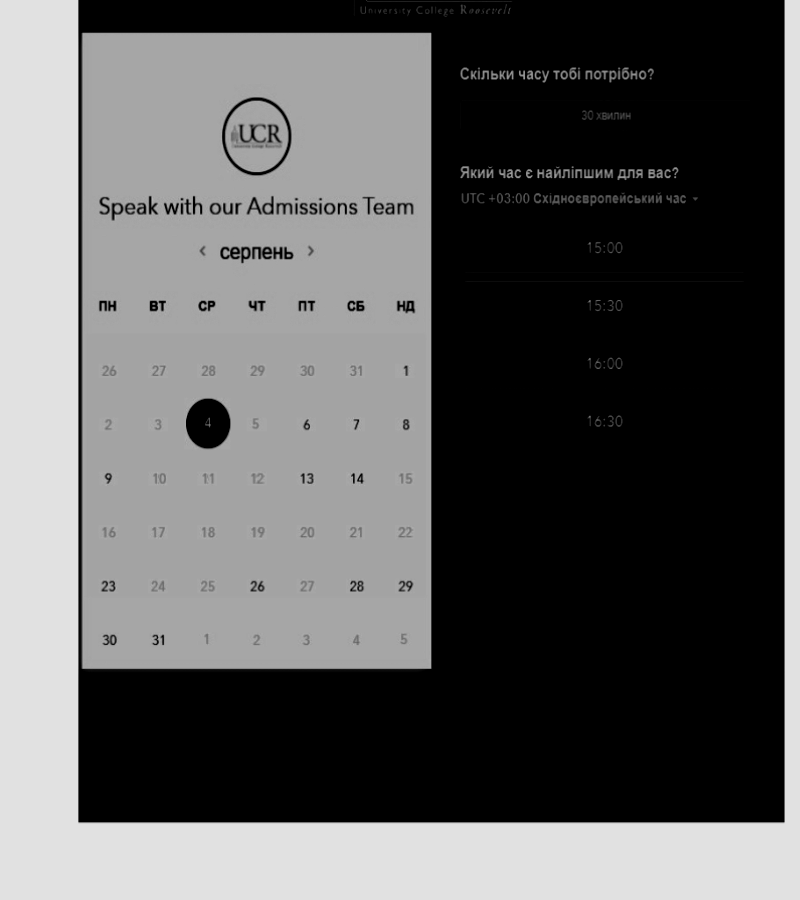 University College Roosevelt
UCR
Speak with our Admissions Team
‹ серпень ›
ПН ВТ СР ЧТ ПТ СБ НД
26 27 28 29 30 31 1
2 3 4 5 6 7 8
9 10 11 12 13 14 15
16 17 18 19 20 21 22
23 24 25 26 27 28 29
30 31 1 2 3 4 5
Скільки часу тобі потрібно?
30 хвилин
Який час є найліпшим для вас?
UTC +03:00 Східноєвропейський час
15:00
15:30
16:00
16:30